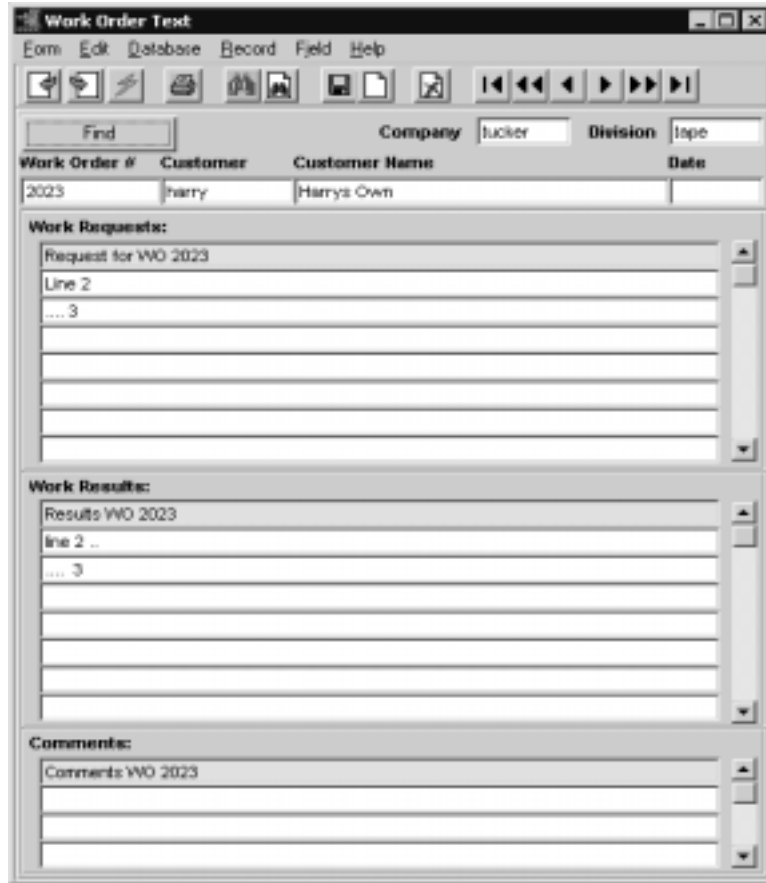 Work Order Text
Form Edit Database Record Field Help
Find Company tucker Division tape
Work Order # Customer Customer Name Date
2023 harry Harrys Own
Work Requests:
Request for WO 2023
Line 2
.... 3
Work Results:
Results WO 2023
line 2 ..
.... 3
Comments:
Comments WO 2023